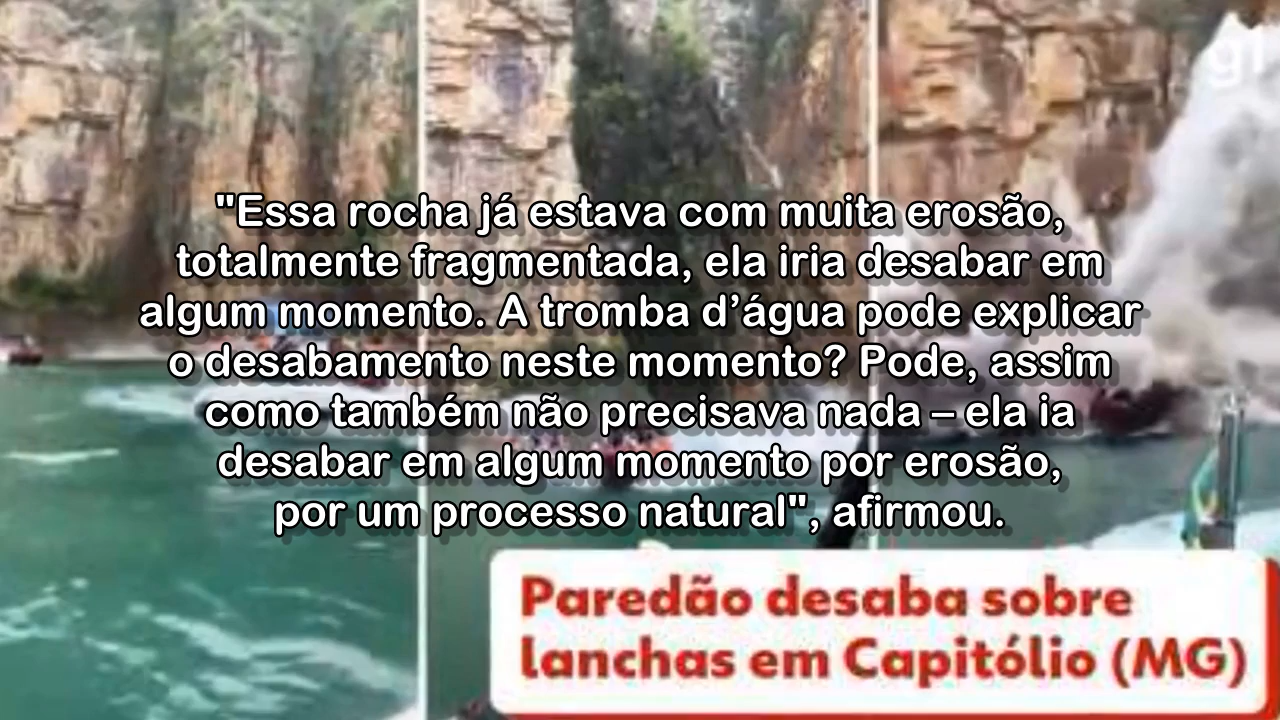 g1
"Essa rocha já estava com muita erosão,
totalmente fragmentada, ela iria desabar em
algum momento. A tromba d’água pode explicar
o desabamento neste momento? Pode, assim
como também não precisava nada – ela ia
desabar em algum momento por erosão,
por um processo natural", afirmou.
Paredão desaba sobre
lanchas em Capitólio (MG)